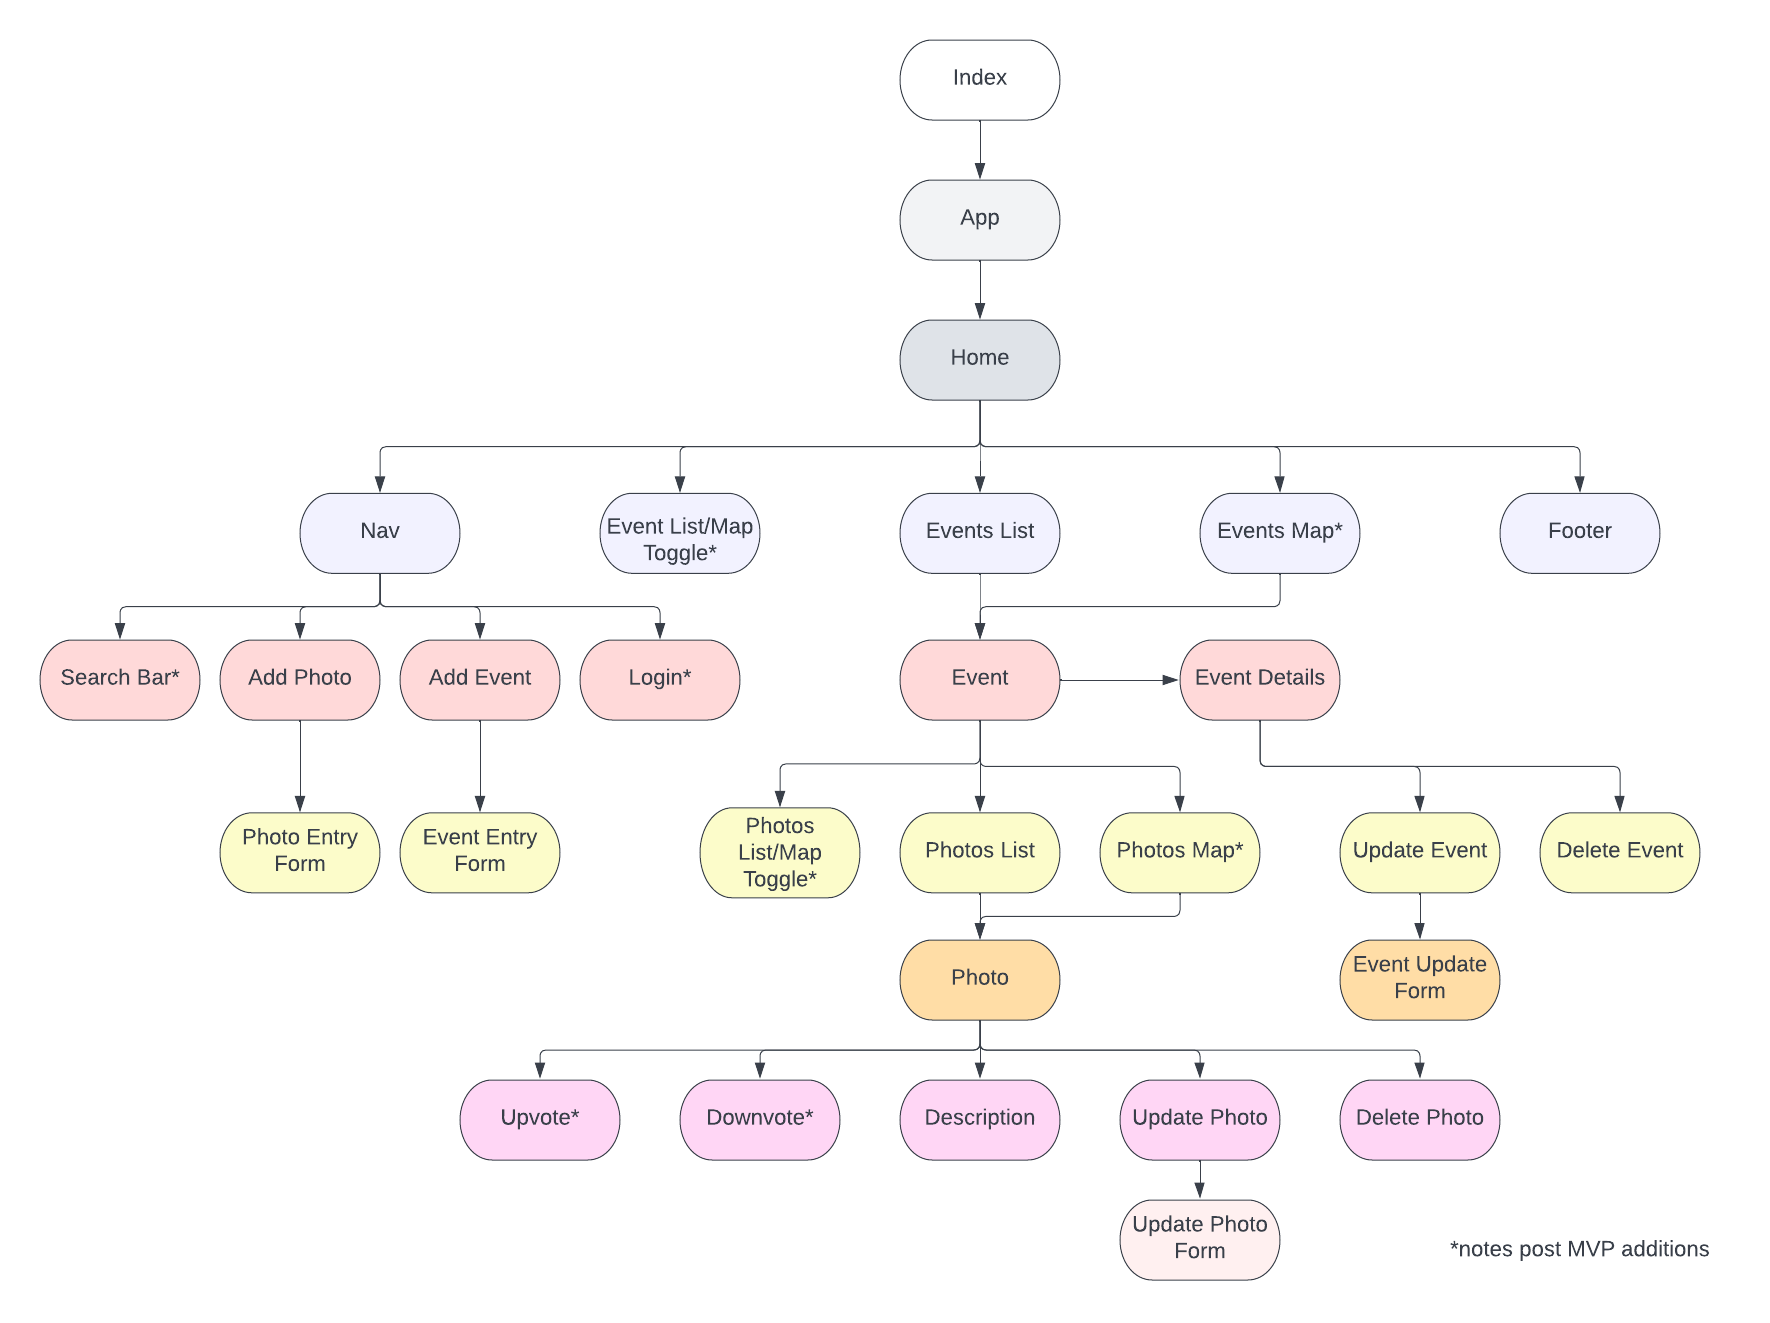 Index
App
Home
Nav
Event List/Map
Toggle*
Events List
Events Map*
Footer
Search Bar*
Add Photo
Add Event
Login*
Event
Event Details
Photo Entry
Form
Event Entry
Form
Photos
List/Map
Toggle*
Photos List
Photos Map*
Update Event
Delete Event
Photo
Event Update
Form
Upvote*
Downvote*
Description
Update Photo
Delete Photo
Update Photo
Form
*notes post MVP additions